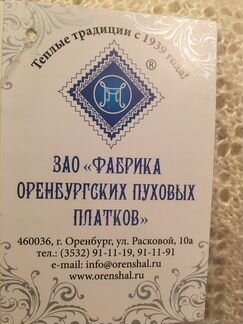 Теплые традиции с 1939 года!
®
ЗАО «ФАБРИКА
ОРЕНБУРГСКИХ ПУХОВЫХ
ПЛАТКОВ»
460036, г. Оренбург, ул. Расковой, 10а
тел.: (3532) 91-11-19, 91-11-91
e-mail: info@orenshal.ru
www.orenshal.ru